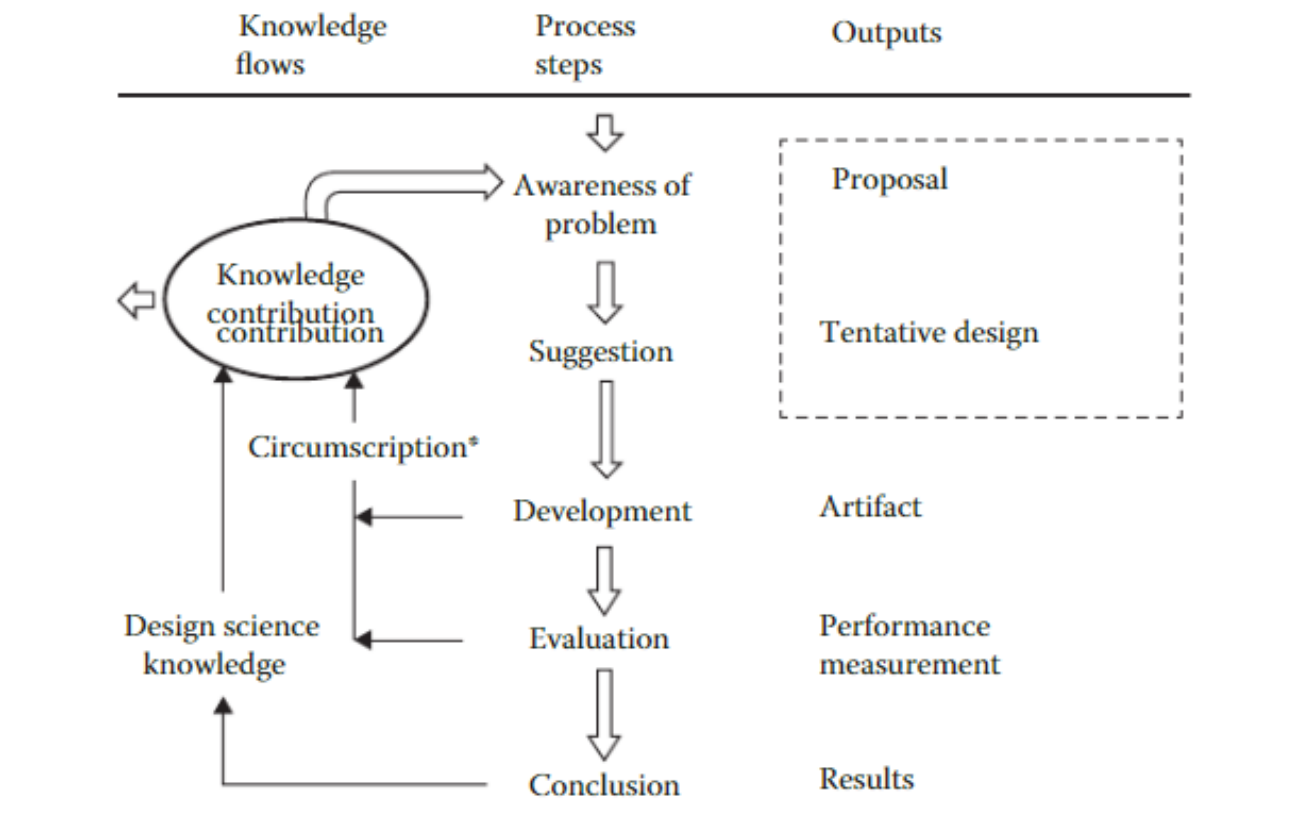 Knowledge
flows
Process
steps
Outputs
Awareness of
problem
Proposal
Knowledge
contribution
contribution
Suggestion
Tentative design
Circumscription*
Development
Artifact
Design science
knowledge
Evaluation
Performance
measurement
Conclusion
Results